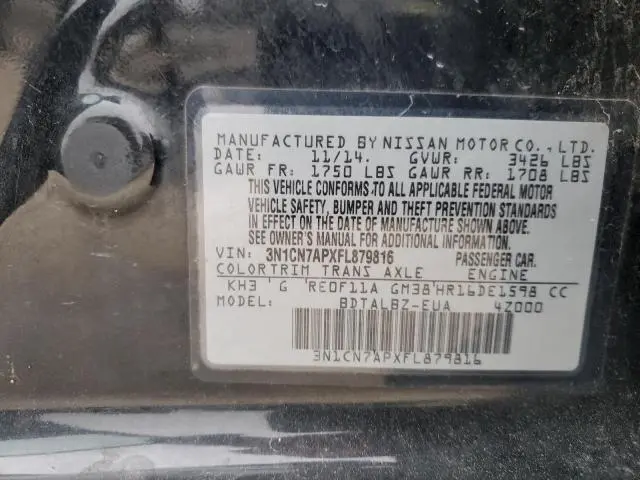 MANUFACTURED BY NISSAN MOTOR CO., LTD.
DATE: 11/14. GVWR: 3426 LBS
GAWR FR: 1750 LBS GAWR RR: 1708 LBS
THIS VEHICLE CONFORMS TO ALL APPLICABLE FEDERAL MOTOR
VEHICLE SAFETY, BUMPER AND THEFT PREVENTION STANDARDS
IN EFFECT ON THE DATE OF MANUFACTURE SHOWN ABOVE.
SEE OWNER'S MANUAL FOR ADDITIONAL INFORMATION
VIN: 3N1CN7APXFL879816 PASSENGER CAR.
COLOR TRIM TRANS AXLE ENGINE
KH3 ' G 'RE0F11A GM38'HR16DE1598 CC
MODEL: BDTALBZ-EUA 4Z000
3N1CN7APXFL879816